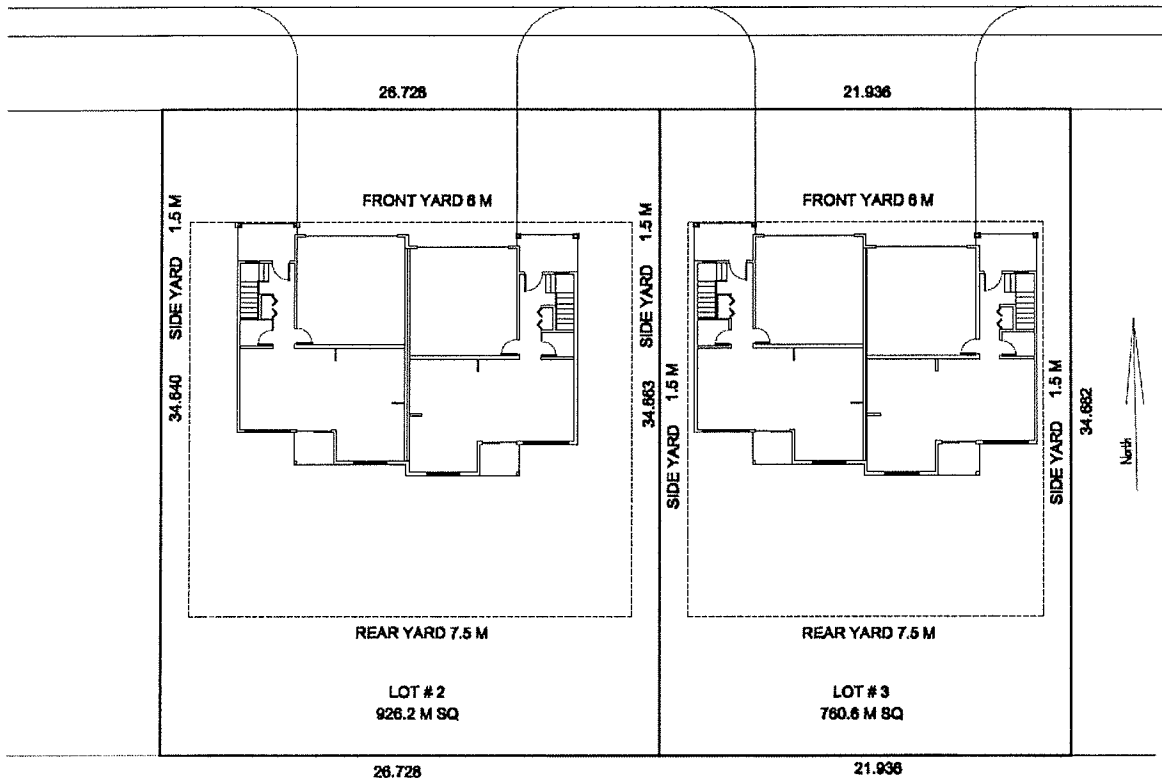 26.728
21.936
FRONT YARD 6 M
FRONT YARD 6 M
SIDE YARD 1.5 M
34.640
SIDE YARD 1.5 M
34.663
SIDE YARD 1.5 M
SIDE YARD 1.5 M
34.682
North
REAR YARD 7.5 M
REAR YARD 7.5 M
LOT # 2
926.2 M SQ
LOT # 3
760.6 M SQ
26.728
21.936